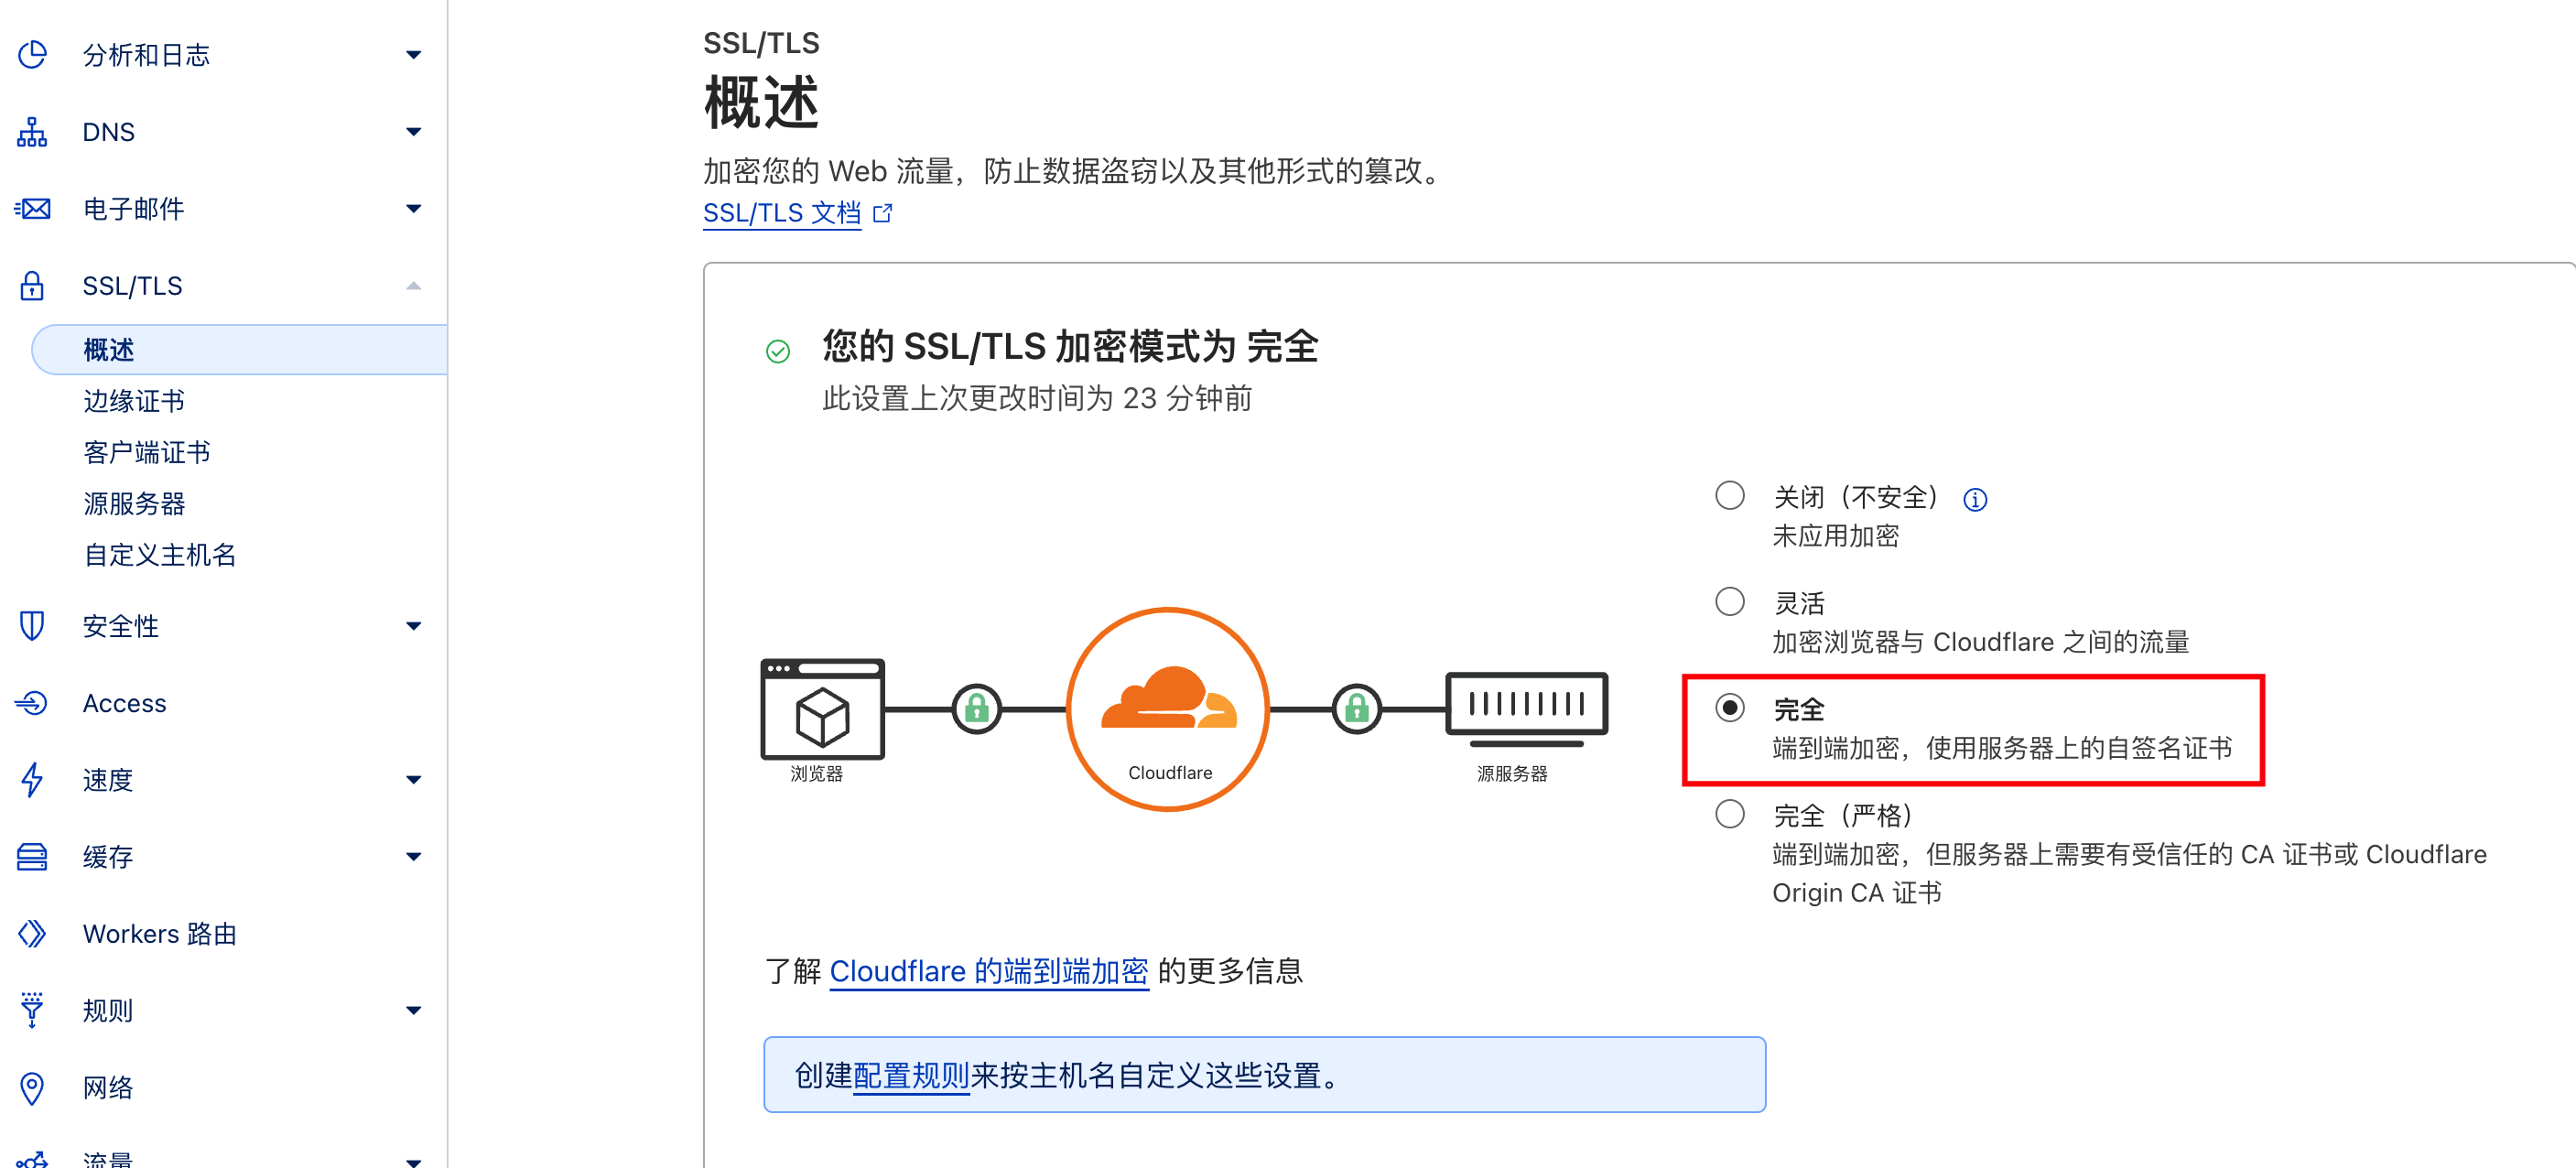 分析和日志
DNS
电子邮件
SSL/TLS
概述
边缘证书
客户端证书
源服务器
自定义主机名
安全性
Access
速度
缓存
Workers 路由
规则
网络
流量
SSL/TLS
概述
加密您的 Web 流量，防止数据盗窃以及其他形式的篡改。
SSL/TLS 文档
您的 SSL/TLS 加密模式为 完全
此设置上次更改时间为 23 分钟前
浏览器
Cloudflare
源服务器
关闭（不安全）
未应用加密
灵活
加密浏览器与 Cloudflare 之间的流量
完全
端到端加密，使用服务器上的自签名证书
完全（严格）
端到端加密，但服务器上需要有受信任的 CA 证书或 Cloudflare
Origin CA 证书
了解 Cloudflare 的端到端加密 的更多信息
创建配置规则来按主机名自定义这些设置。